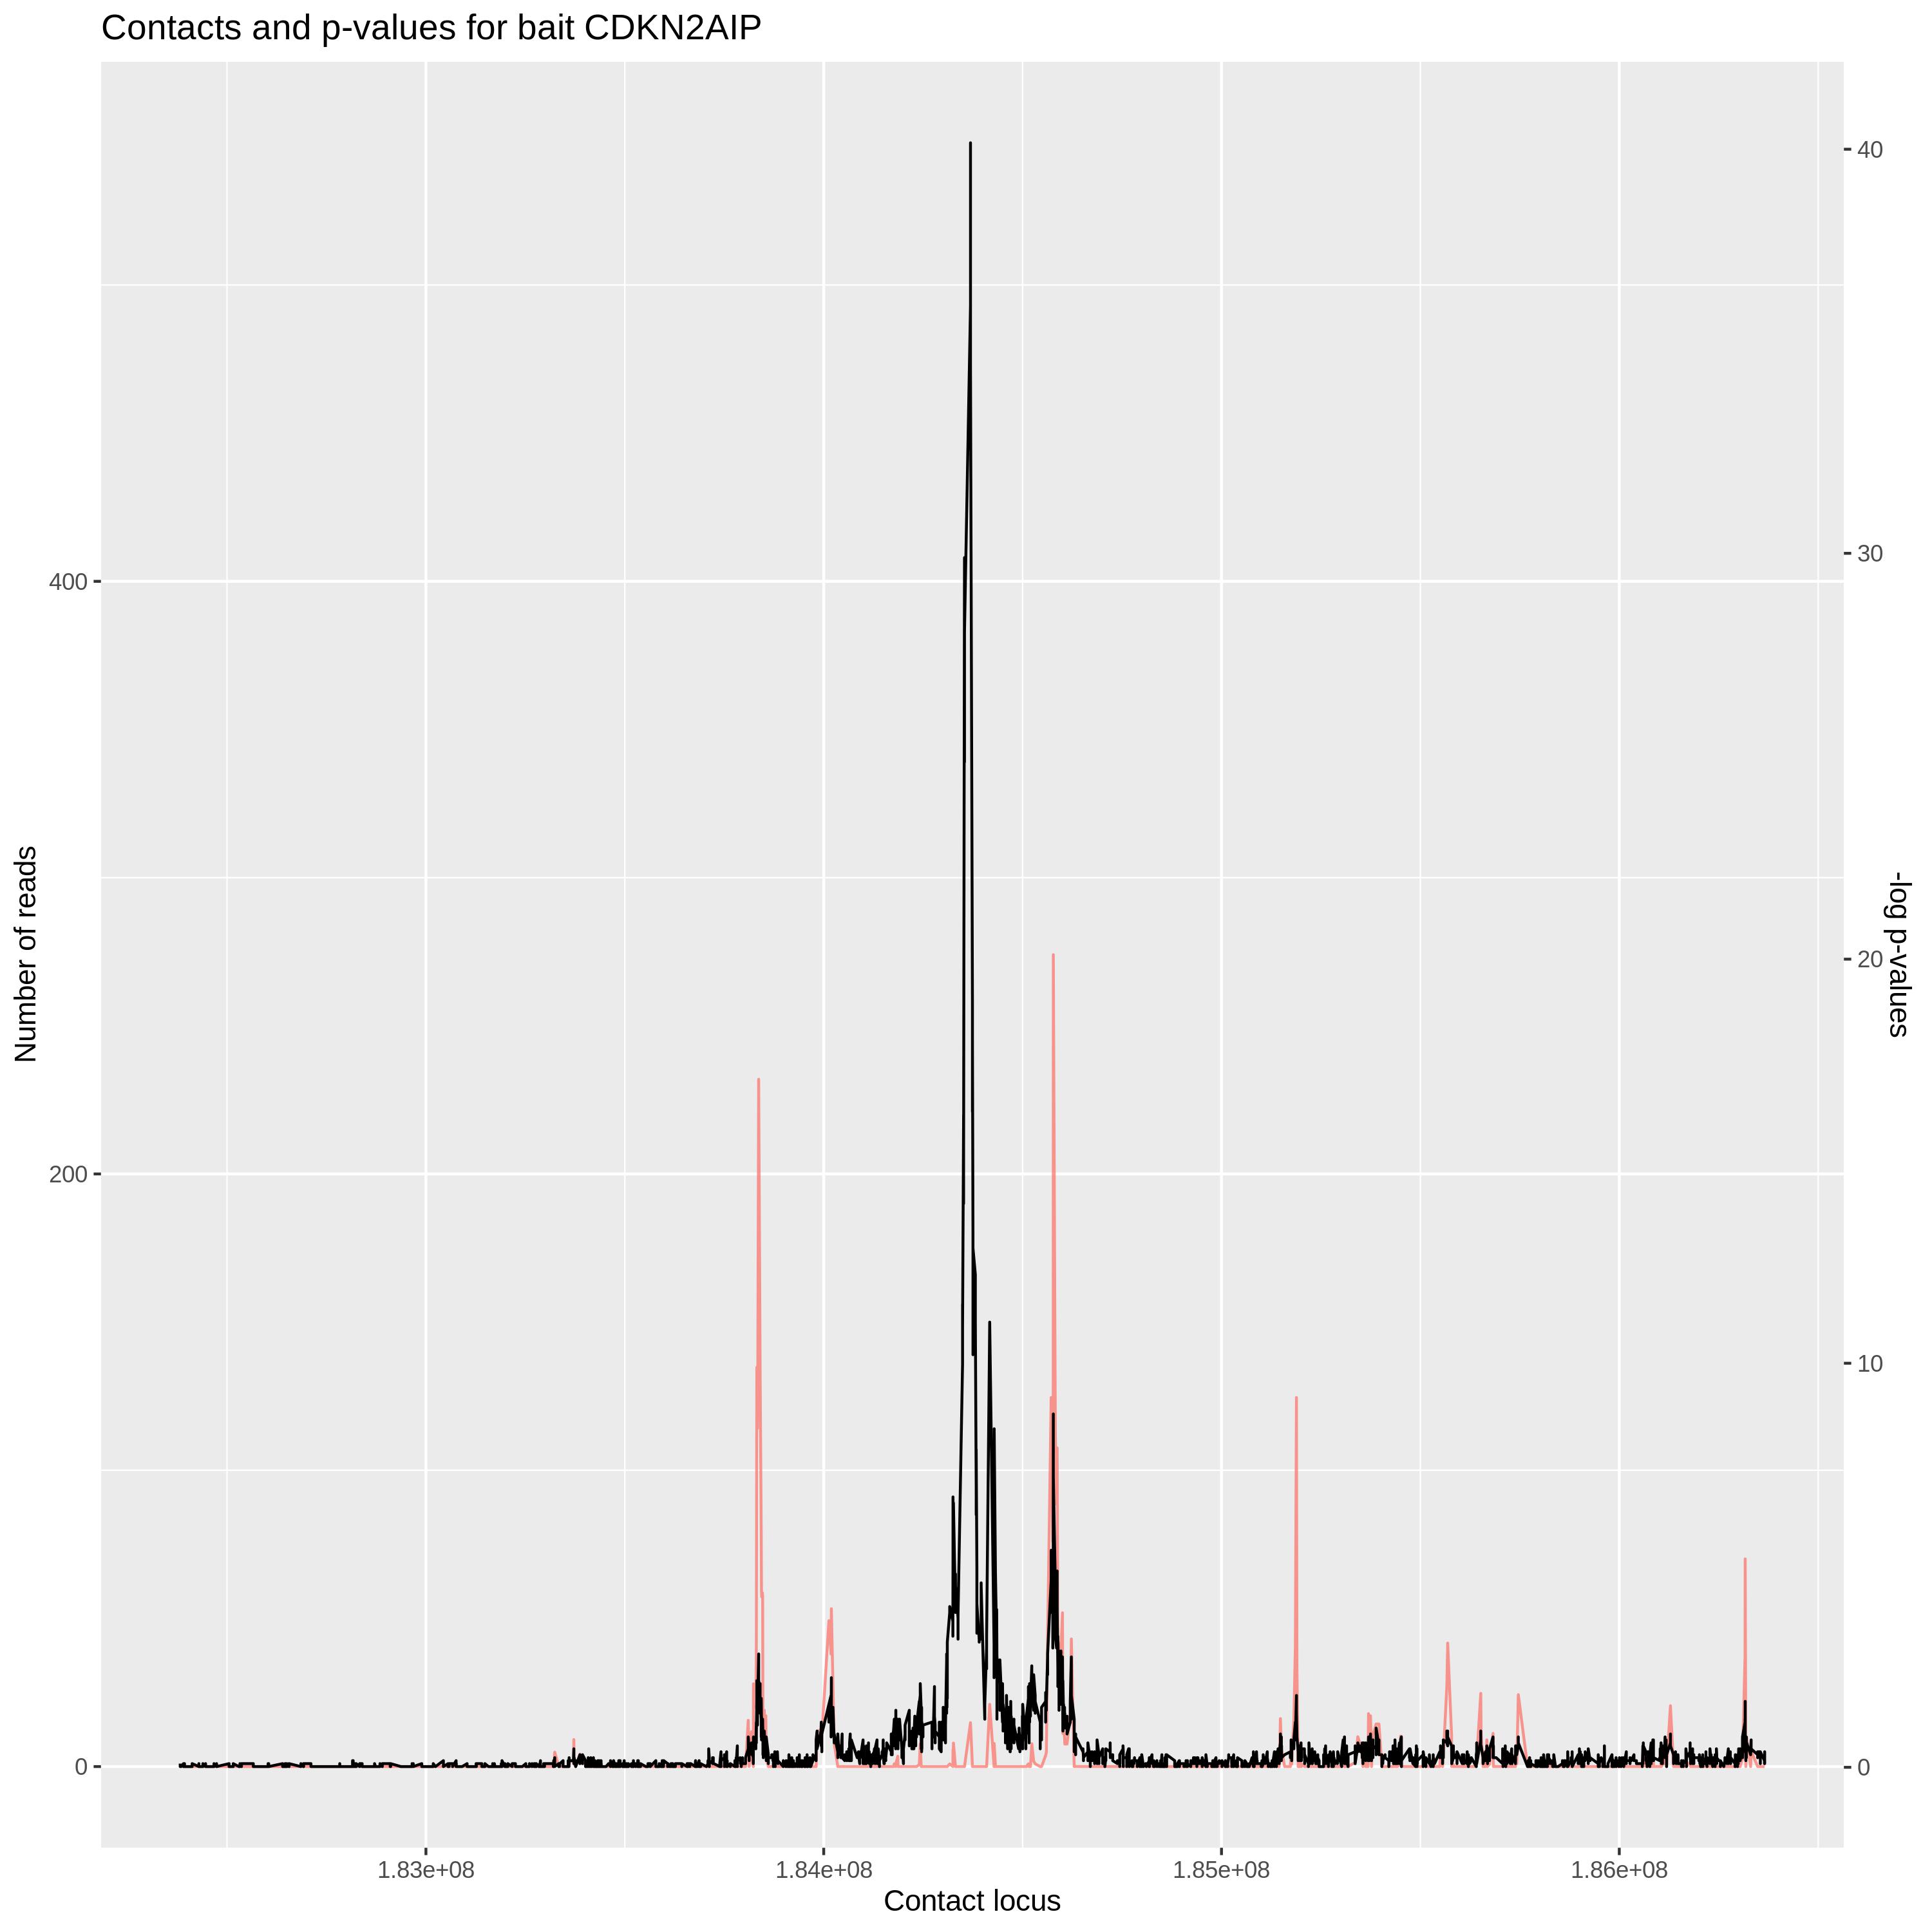 Contacts and p-values for bait CDKN2AIP
40
400
30
Number of reads
-log p-values
20
200
10
0
0
1.83e+08
1.84e+08
1.85e+08
1.86e+08
Contact locus